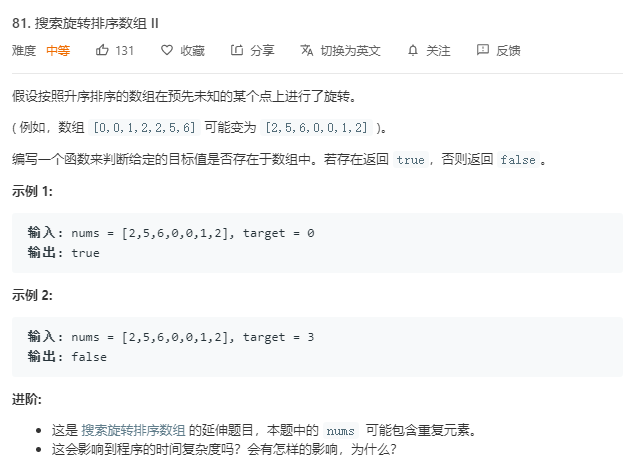 81. 搜索旋转排序数组 II
难度 中等 131 收藏 分享 切换为英文 关注 反馈
假设按照升序排序的数组在预先未知的某个点上进行了旋转。
( 例如，数组 [0,0,1,2,2,5,6] 可能变为 [2,5,6,0,0,1,2] )。
编写一个函数来判断给定的目标值是否存在于数组中。若存在返回 true，否则返回 false。
示例 1:
输入: nums = [2,5,6,0,0,1,2], target = 0
输出: true
示例 2:
输入: nums = [2,5,6,0,0,1,2], target = 3
输出: false
进阶:
• 这是 搜索旋转排序数组 的延伸题目，本题中的 nums 可能包含重复元素。
• 这会影响到程序的时间复杂度吗？会有怎样的影响，为什么？